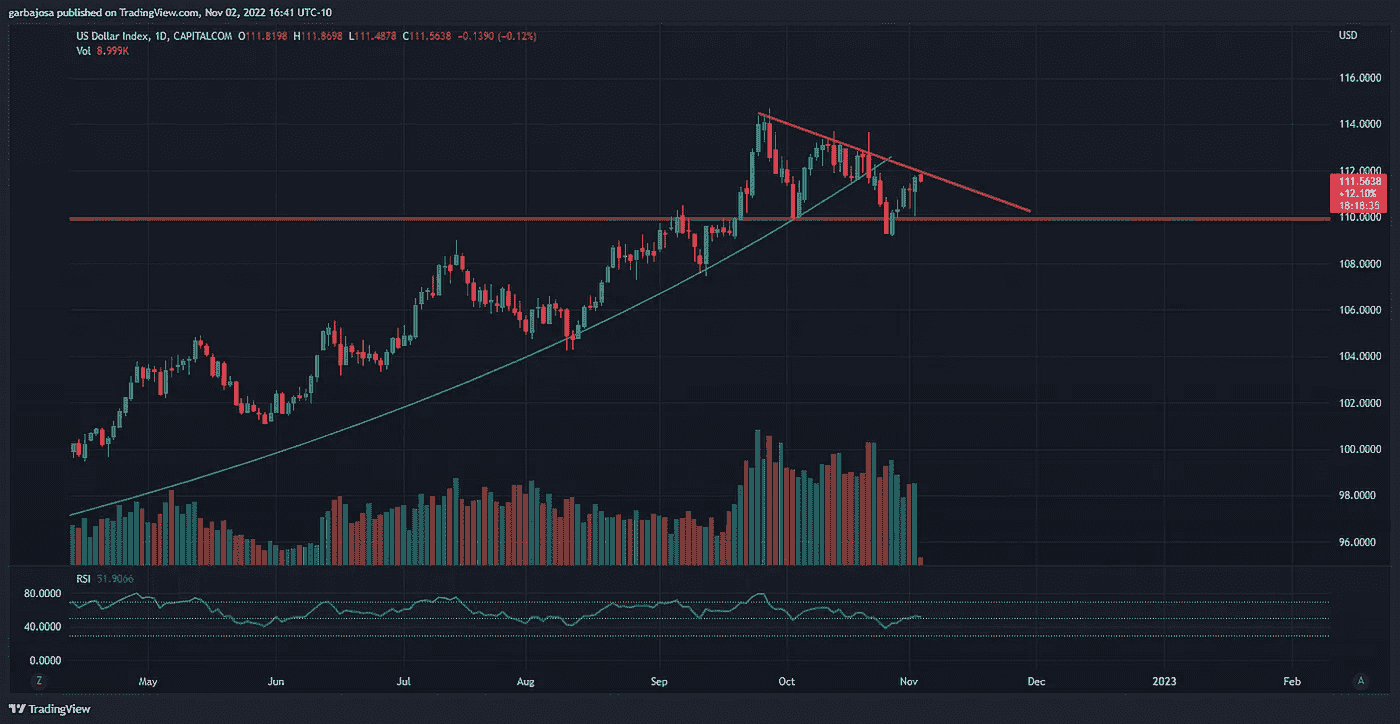 garbajosa published on TradingView.com, Nov 02, 2022 16:41 UTC-10
US Dollar Index, 1D, CAPITALCOM O111.8198 H111.8698 L111.4878 C111.5638 -0.1390 (-0.12%)
Vol 8.999K
USD
116.0000
114.0000
112.0000
111.5638
+12.10%
18:18:35
110.0000
108.0000
106.0000
104.0000
102.0000
100.0000
98.0000
96.0000
RSI 51.9066
80.0000
40.0000
0.0000
Z May Jun Jul Aug Sep Oct Nov Dec 2023 Feb A
TradingView